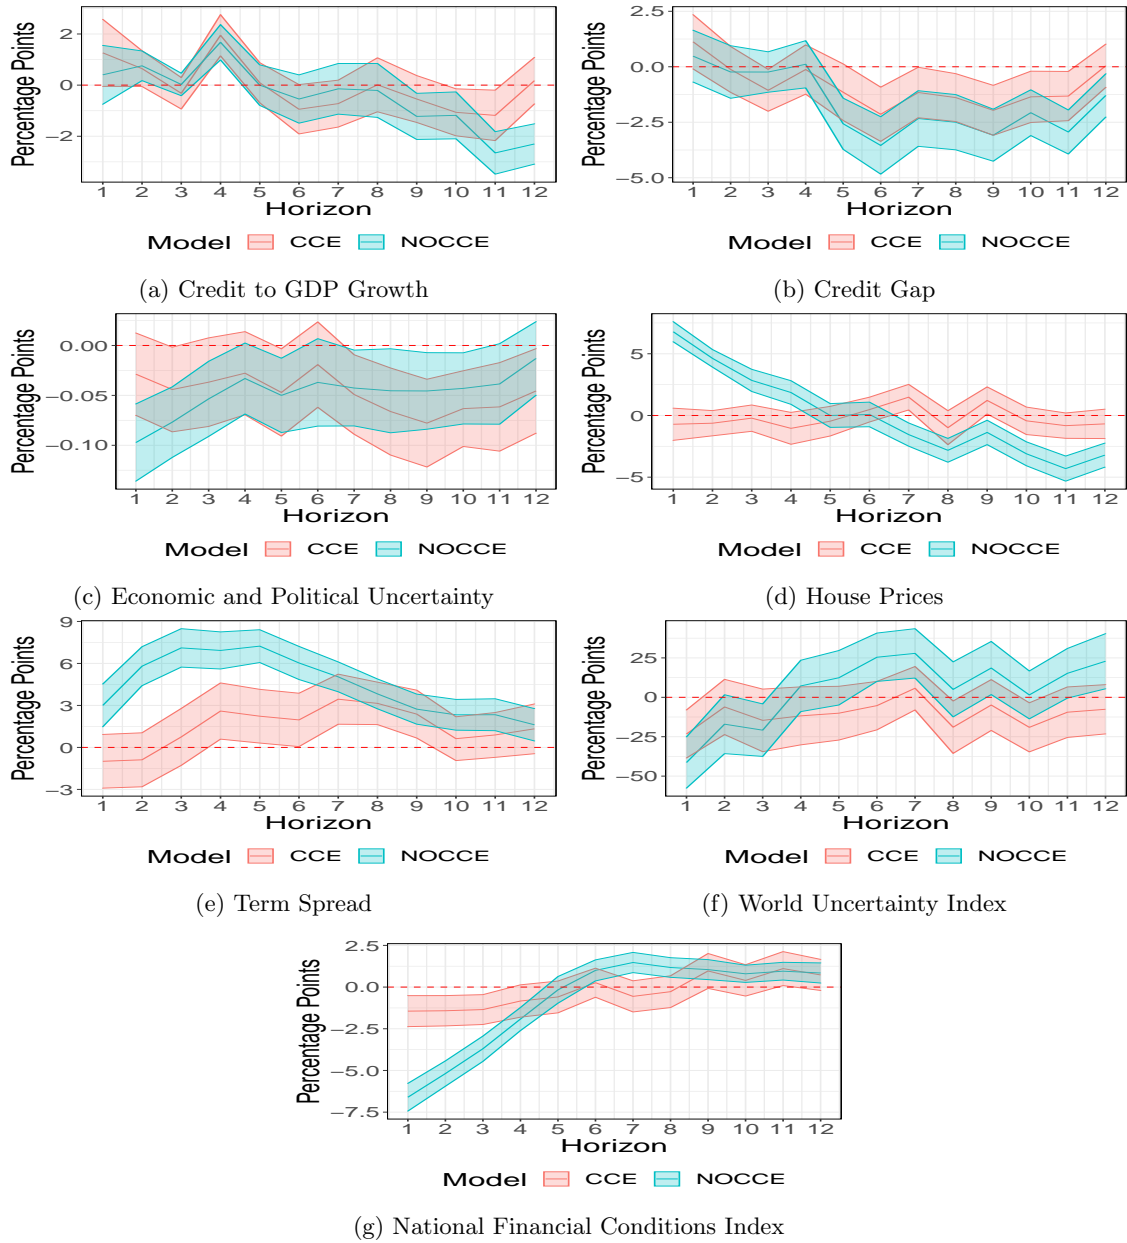 Percentage Points
2
0
−2
1 2 3 4 5 6 7 8 9 10 11 12
Horizon
Model CCE NOCCE
(a) Credit to GDP Growth
Percentage Points
2.5
0.0
−2.5
−5.0
1 2 3 4 5 6 7 8 9 10 11 12
Horizon
Model CCE NOCCE
(b) Credit Gap
Percentage Points
0.00
−0.05
−0.10
1 2 3 4 5 6 7 8 9 10 11 12
Horizon
Model CCE NOCCE
(c) Economic and Political Uncertainty
Percentage Points
5
0
−5
1 2 3 4 5 6 7 8 9 10 11 12
Horizon
Model CCE NOCCE
(d) House Prices
Percentage Points
9
6
3
0
−3
1 2 3 4 5 6 7 8 9 10 11 12
Horizon
Model CCE NOCCE
(e) Term Spread
Percentage Points
25
0
−25
−50
1 2 3 4 5 6 7 8 9 10 11 12
Horizon
Model CCE NOCCE
(f) World Uncertainty Index
Percentage Points
2.5
0.0
−2.5
−5.0
−7.5
1 2 3 4 5 6 7 8 9 10 11 12
Horizon
Model CCE NOCCE
(g) National Financial Conditions Index